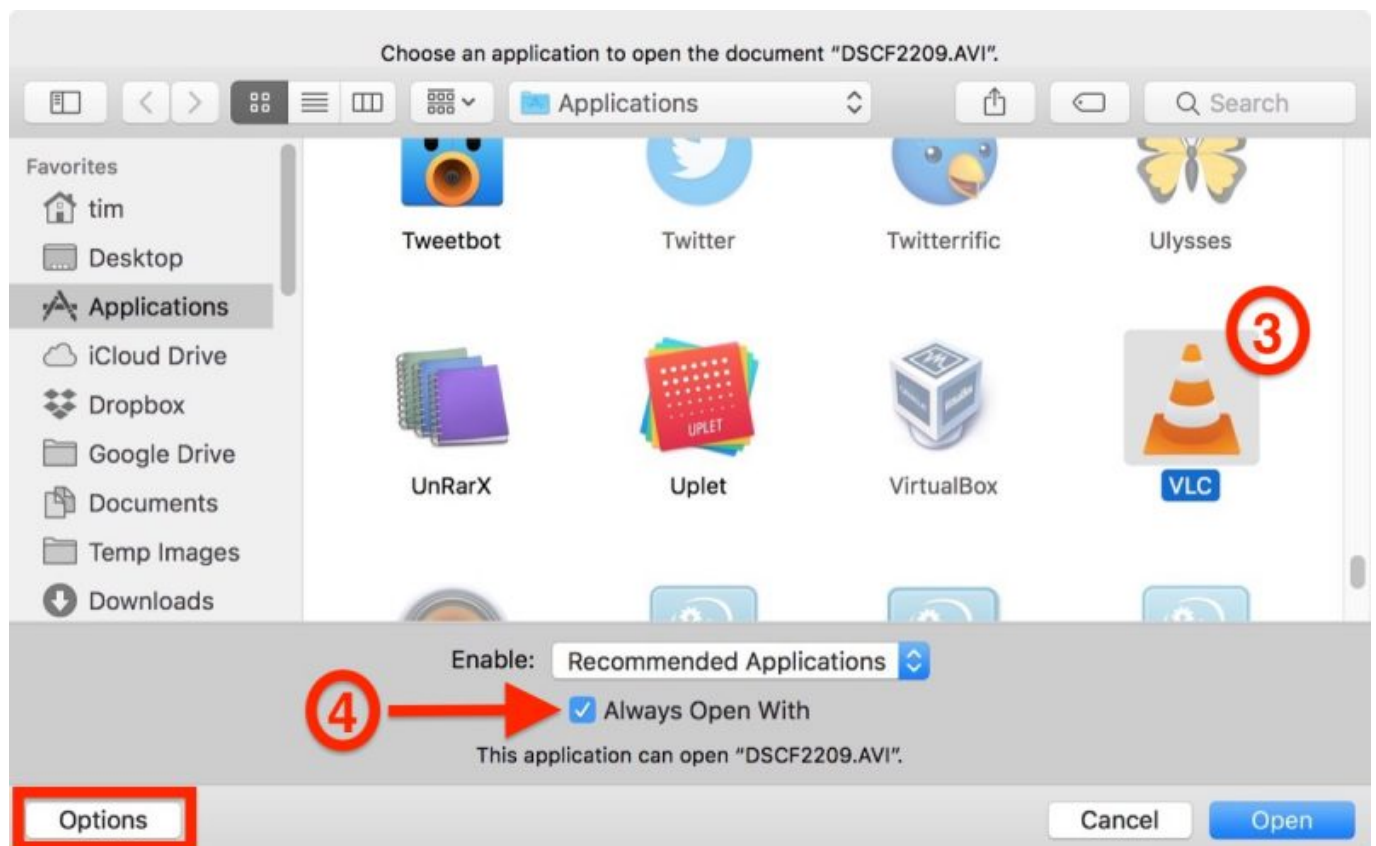 Choose an application to open the document “DSCF2209.AVI”.
Applications
Search
Favorites
tim
Desktop
Applications
iCloud Drive
Dropbox
Google Drive
Documents
Temp Images
Downloads
Tweetbot Twitter Twitterrific Ulysses
3
UPLET
UnRarX Uplet VirtualBox VLC
Enable: Recommended Applications
4 Always Open With
This application can open “DSCF2209.AVI”.
Options Cancel Open